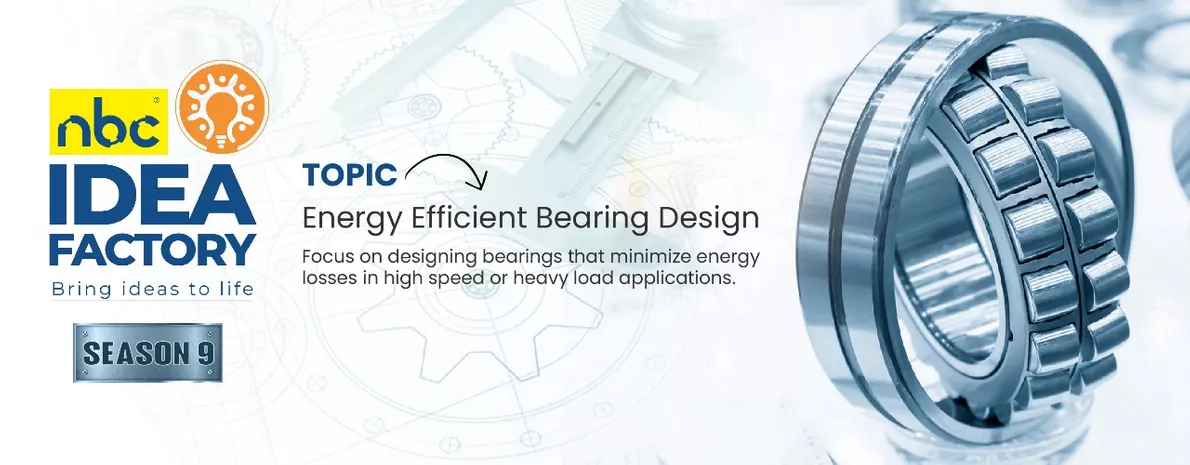 nbc
IDEA
FACTORY
Bring ideas to life
SEASON 9
TOPIC
Energy Efficient Bearing Design
Focus on designing bearings that minimize energy
losses in high speed or heavy load applications.